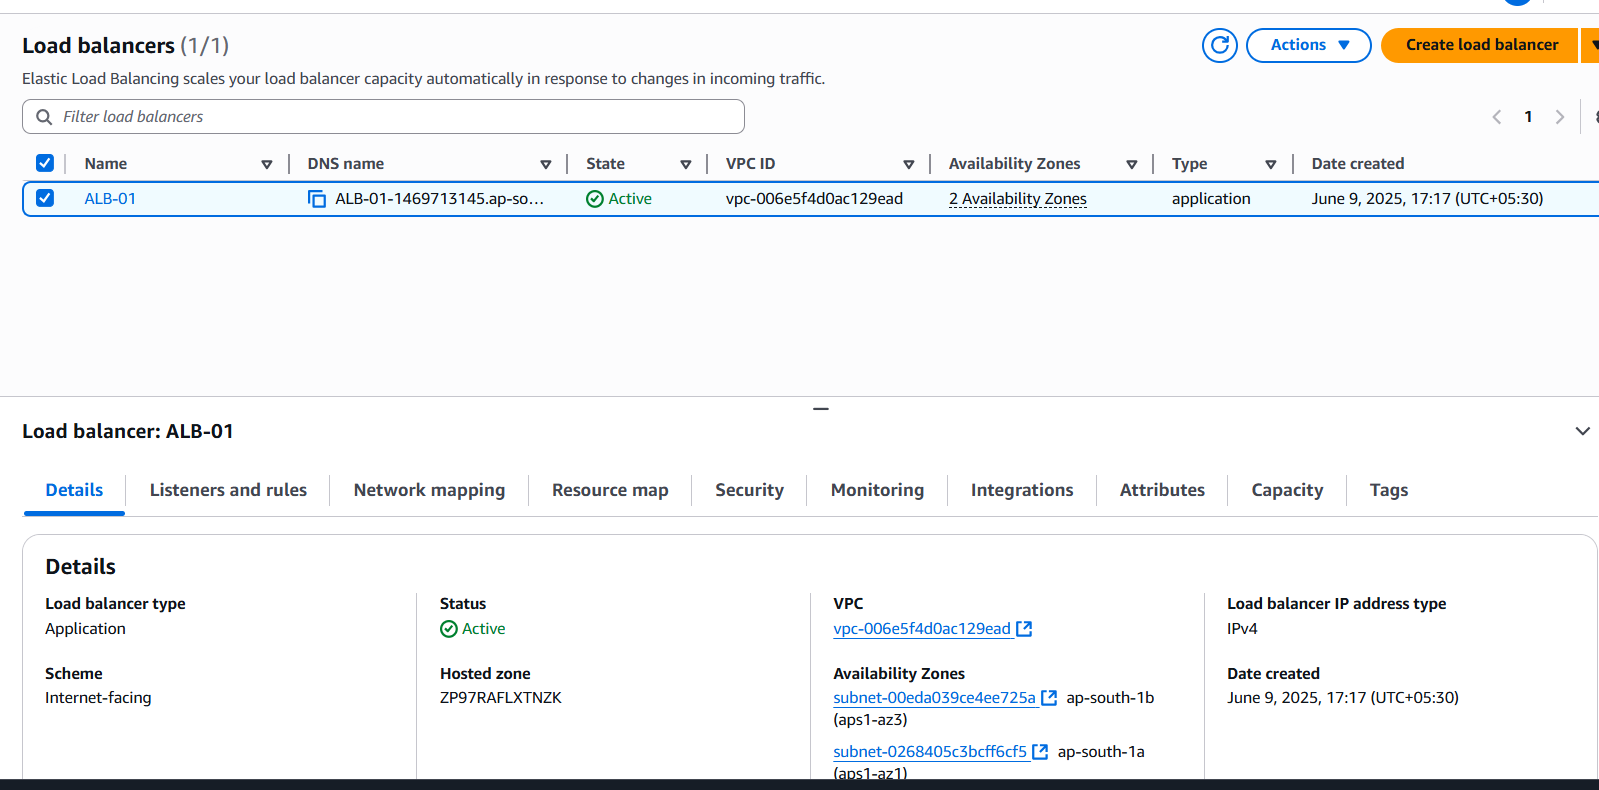 Load balancers (1/1)
Actions
Create load balancer
Elastic Load Balancing scales your load balancer capacity automatically in response to changes in incoming traffic.
Filter load balancers
1
Name DNS name State VPC ID Availability Zones Type Date created
ALB-01 ALB-01-1469713145.ap-so... Active vpc-006e5f4d0ac129ead 2 Availability Zones application June 9, 2025, 17:17 (UTC+05:30)
Load balancer: ALB-01
Details Listeners and rules Network mapping Resource map Security Monitoring Integrations Attributes Capacity Tags
Details
Load balancer type
Application
Scheme
Internet-facing
Status
Active
Hosted zone
ZP97RAFLXTNZK
VPC
vpc-006e5f4d0ac129ead
Availability Zones
subnet-00eda039ce4ee725a ap-south-1b
(aps1-az3)
subnet-0268405c3bcff6cf5 ap-south-1a
(aps1-az1)
Load balancer IP address type
IPv4
Date created
June 9, 2025, 17:17 (UTC+05:30)